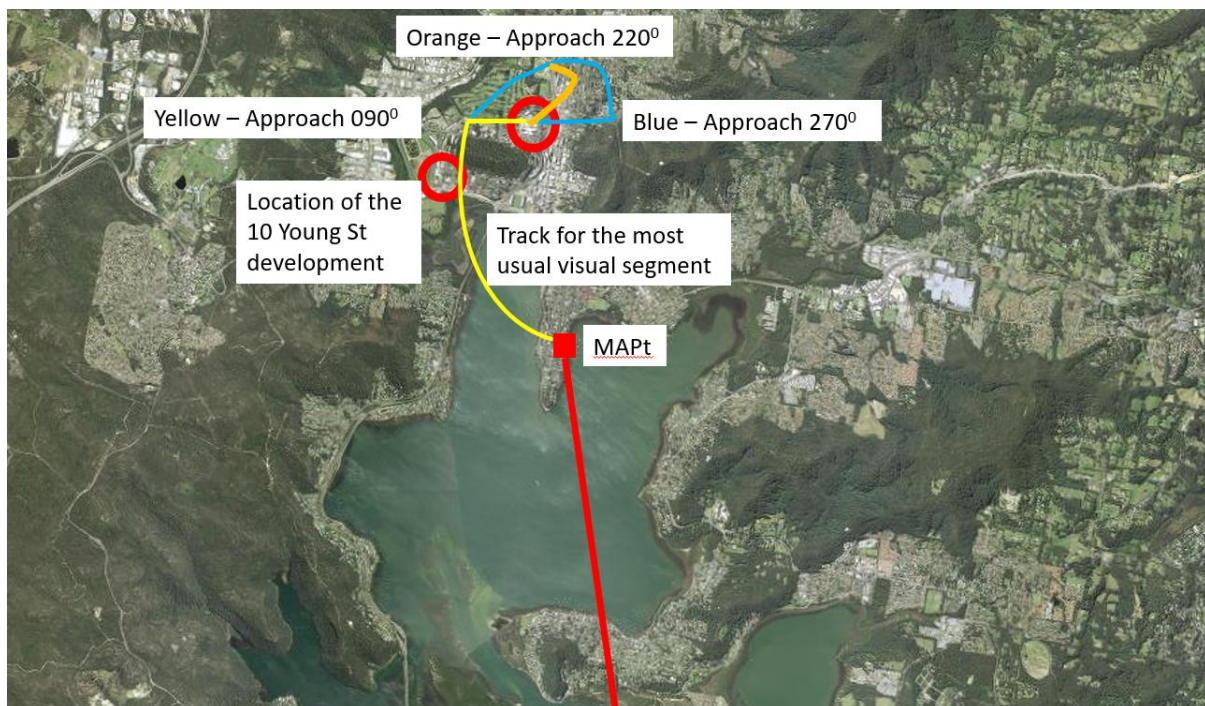 Orange – Approach 220⁰
Yellow – Approach 090⁰
Blue – Approach 270⁰
Location of the
10 Young St
development
Track for the most
usual visual segment
MAPt